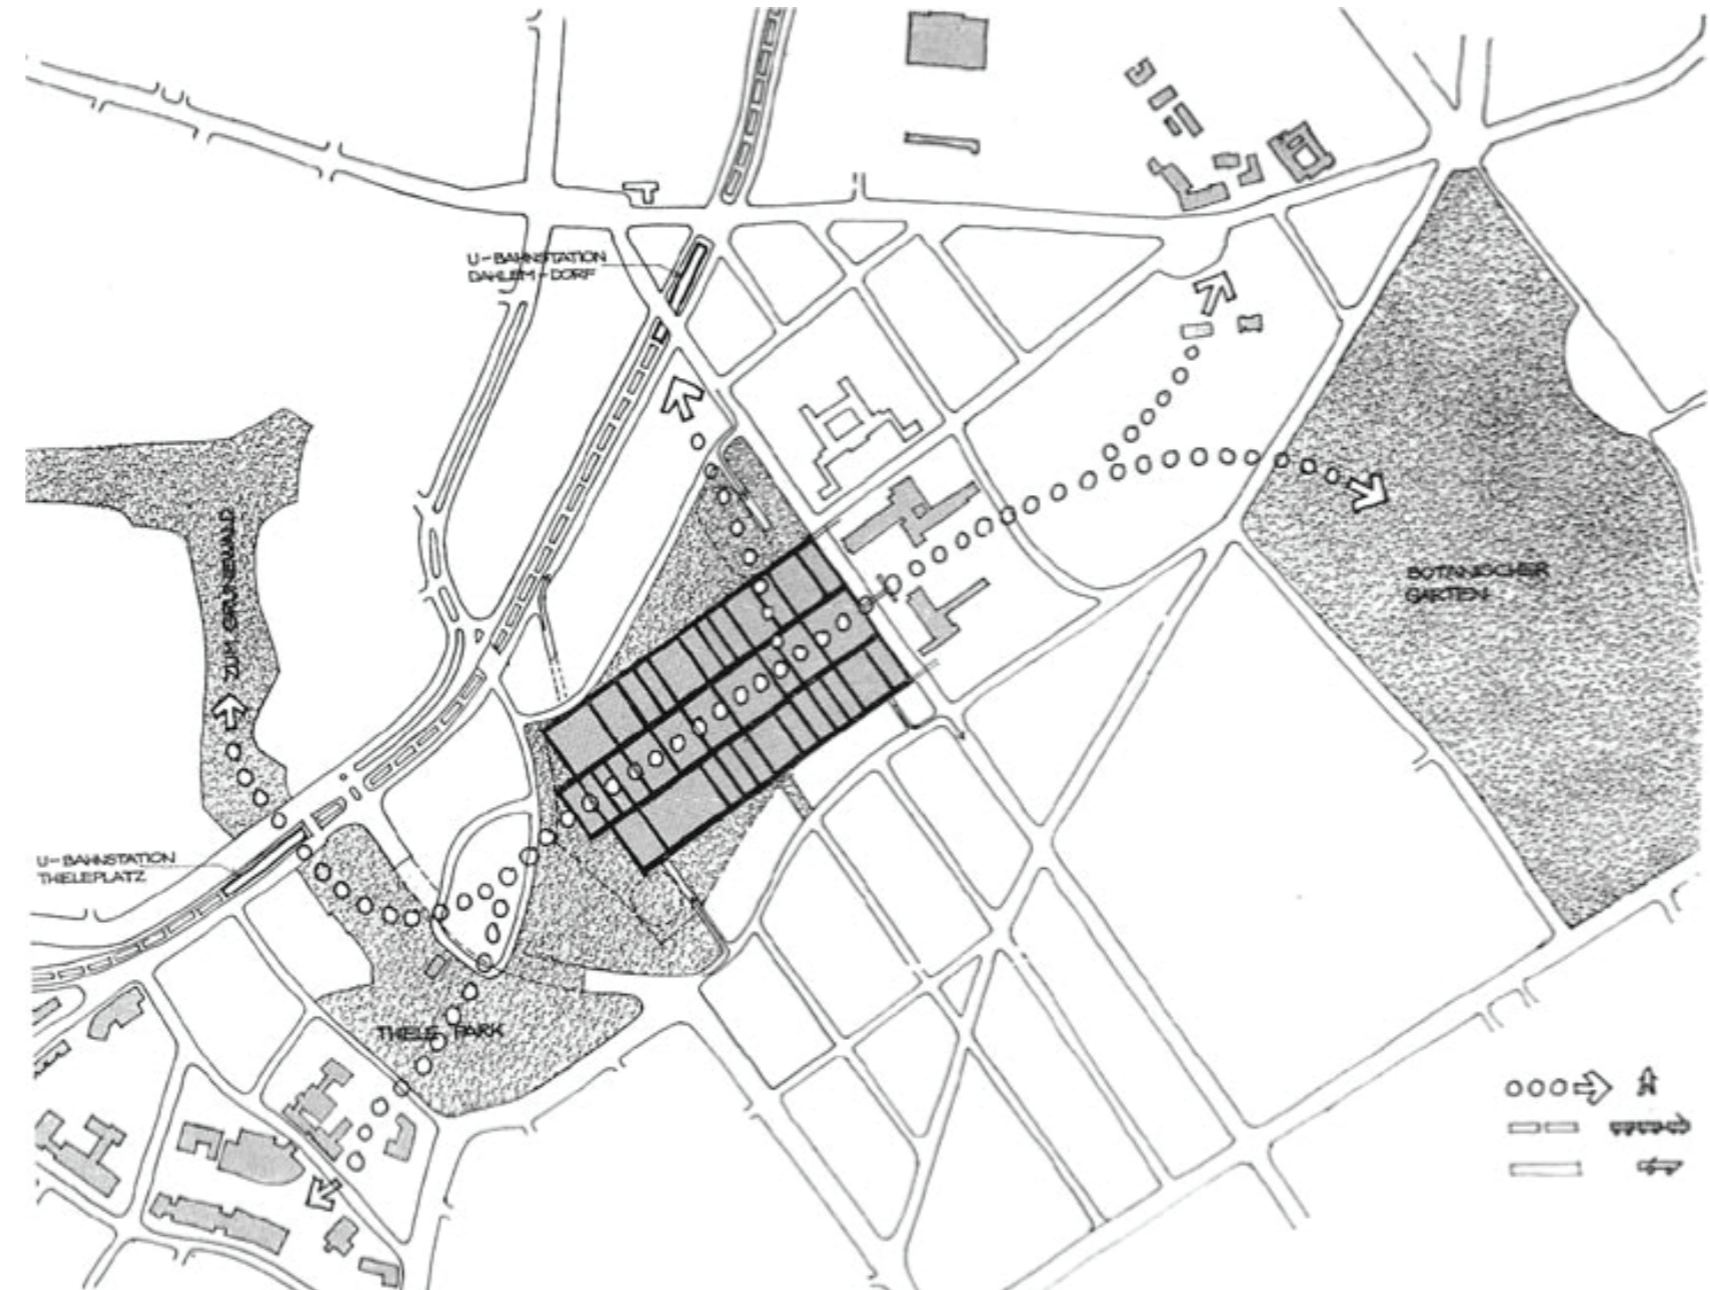 U-BAHNSTATION
DAHLEM-DORF
ZUM GRUNEWALD
BOTANISCHER
GARTEN
U-BAHNSTATION
THIELEPLATZ
THIELE PARK